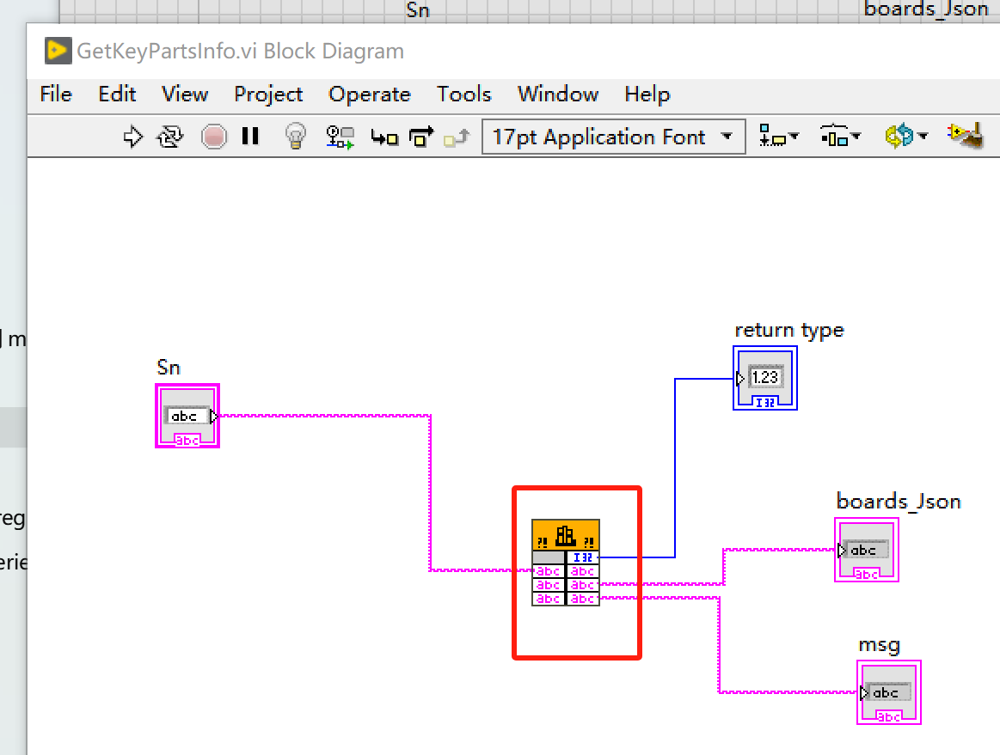 Sn
boards_Json
GetKeyPartsInfo.vi Block Diagram
File Edit View Project Operate Tools Window Help
17pt Application Font
m
return type
1.23
I32
Sn
abc
abc
boards_Json
abc
abc
reg
?! ?!
I32
abc abc
abc abc
abc abc
erie
msg
abc
abc